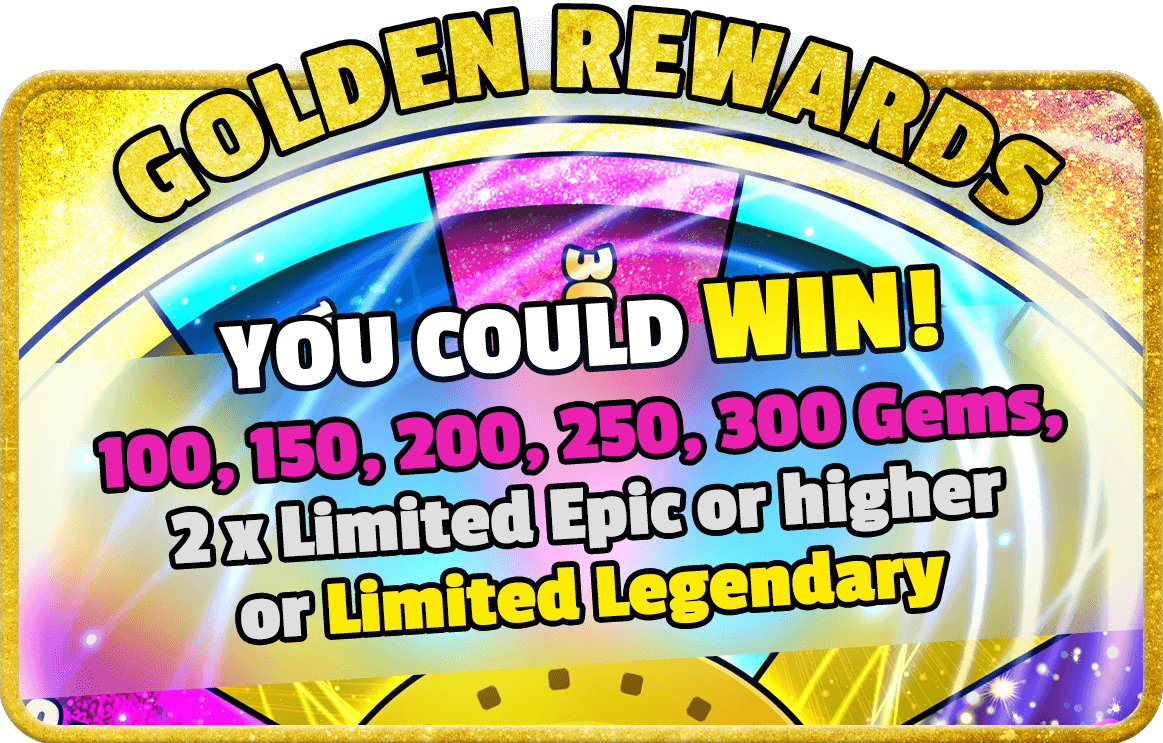 GOLDEN REWARDS
YOU COULD WIN!
100, 150, 200, 250, 300 Gems,
2 x Limited Epic or higher
or Limited Legendary